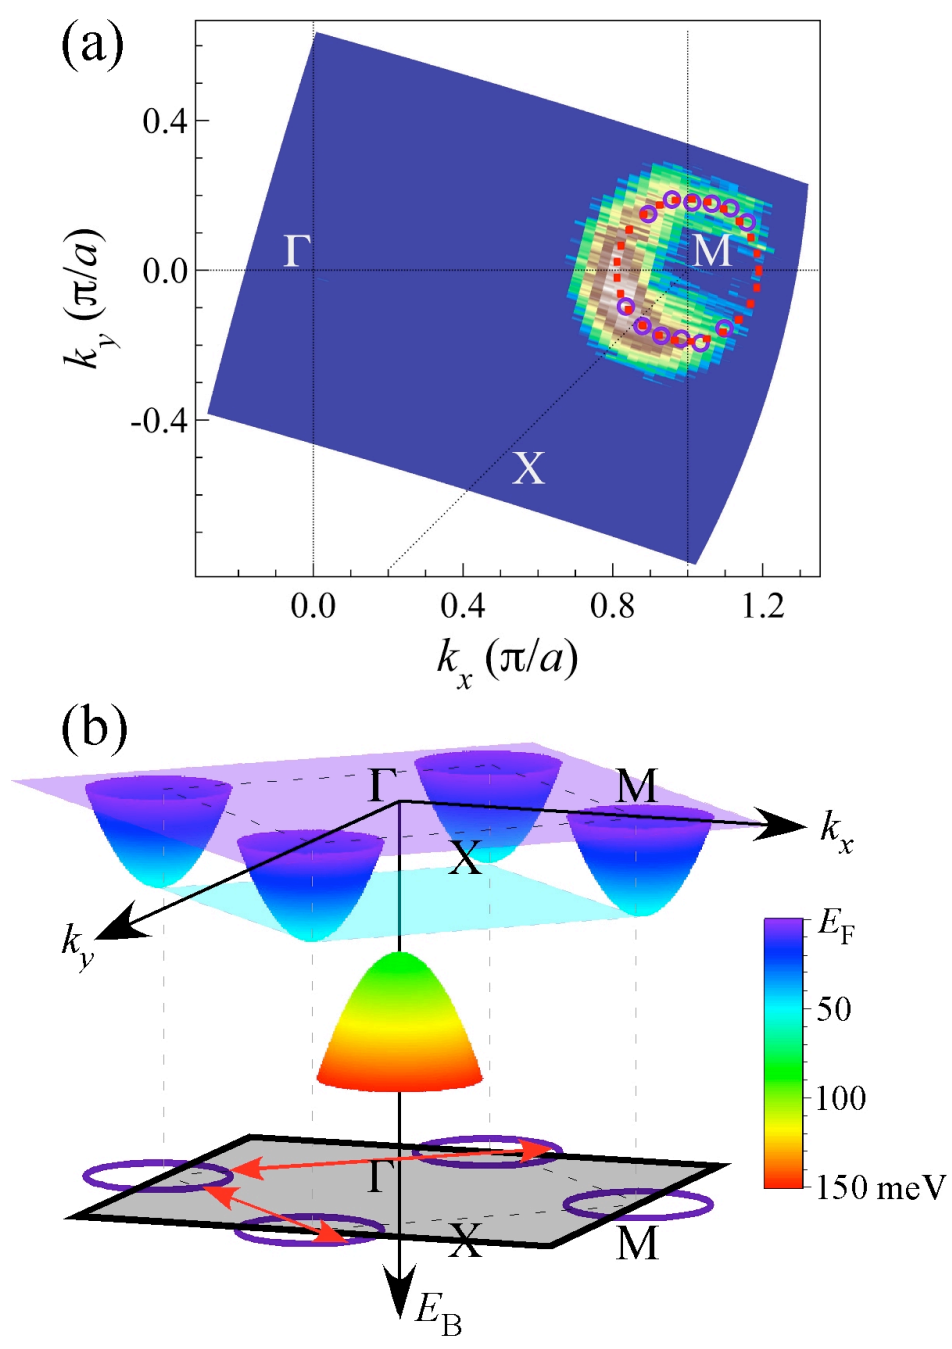 (a)
0.4
0.0
-0.4
k_y (π/a)
Γ
M
X
0.0
0.4
0.8
1.2
k_x (π/a)
(b)
Γ
M
k_x
X
k_y
E_F
50
100
150 meV
Γ
X
M
E_B